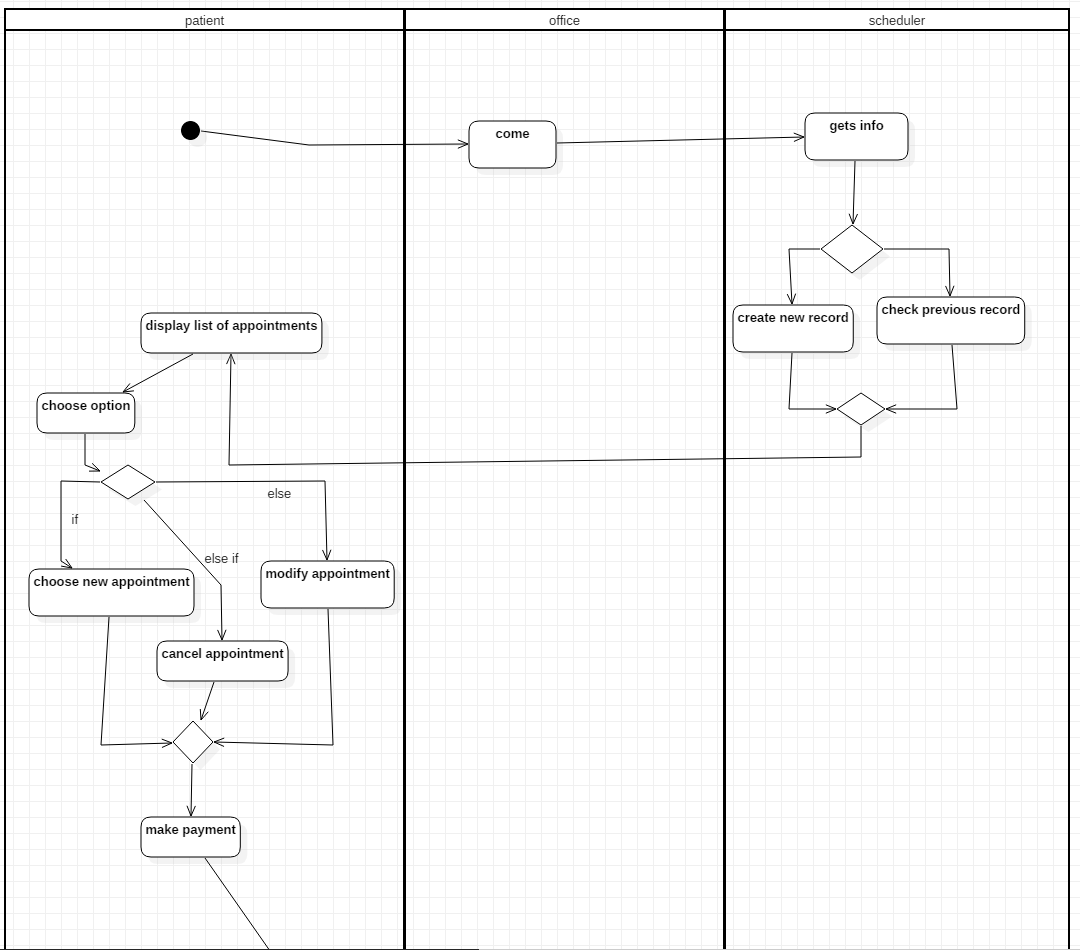 patient
office
scheduler
come
gets info
create new record
check previous record
display list of appointments
choose option
else
if
else if
choose new appointment
modify appointment
cancel appointment
make payment